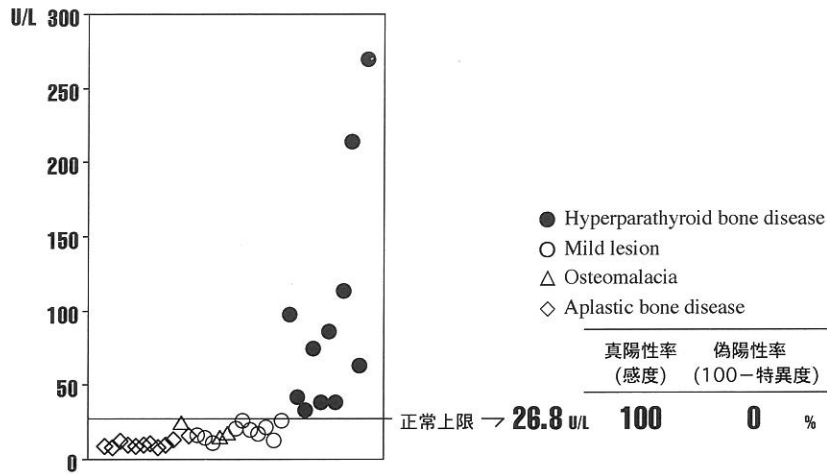 U/L 300
250
200
150
100
50
0
● Hyperparathyroid bone disease
○ Mild lesion
△ Osteomalacia
◇ Aplastic bone disease
真陽性率 偽陽性率
(感度) (100−特異度)
正常上限 → 26.8 U/L 100 0 %